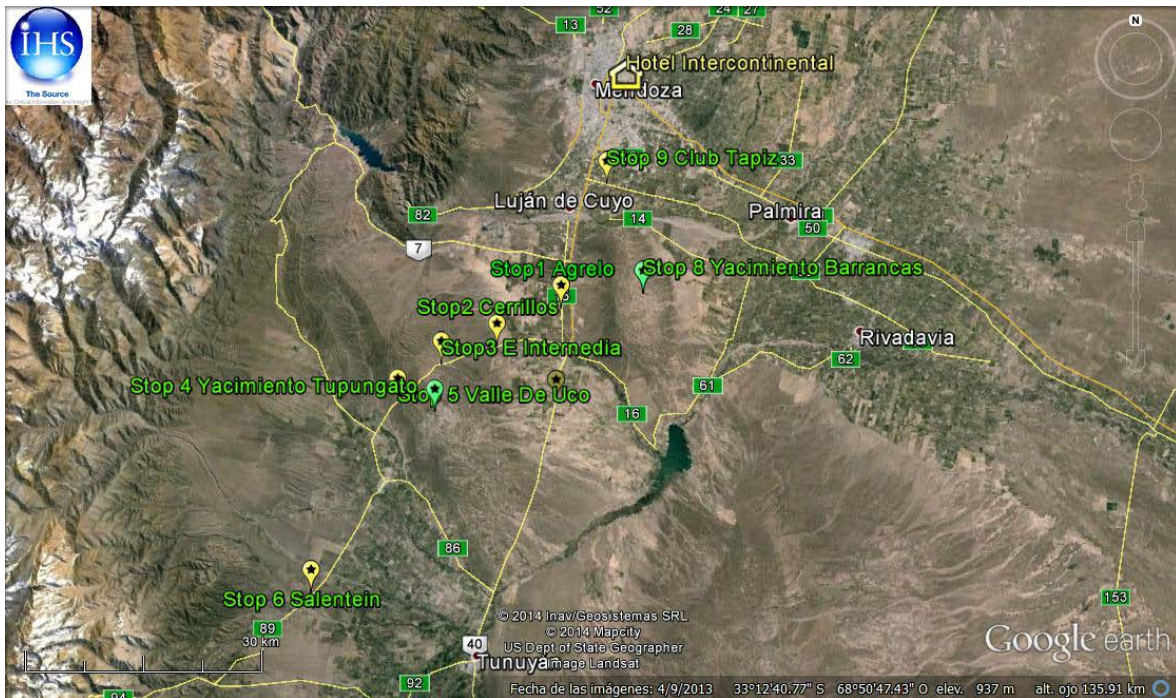 IHS
The Source
52
24
27
13
28
N
Hotel Intercontinental
Mendoza
Stop 9 Club Tapiz
33
Luján de Cuyo
82
14
Palmira
50
7
Stop1 Agrelo
Stop 8 Yacimiento Barrancas
Stop2 Cerrillos
Stop3 E Internedia
Rivadavia
62
Stop 4 Yacimiento Tupungato
Stop 5 Valle De Uco
61
16
86
Stop 6 Salentein
153
89
30 km
40
Tunuya
© 2014 Inav/Geosistemas SRL
© 2014 Mapcity
US Dept of State Geographer
Image Landsat
Google earth
92
94
Fecha de las imágenes: 4/9/2013 33°12'40.77" S 68°50'47.43" O elev. 937 m alt. ojo 135.91 km